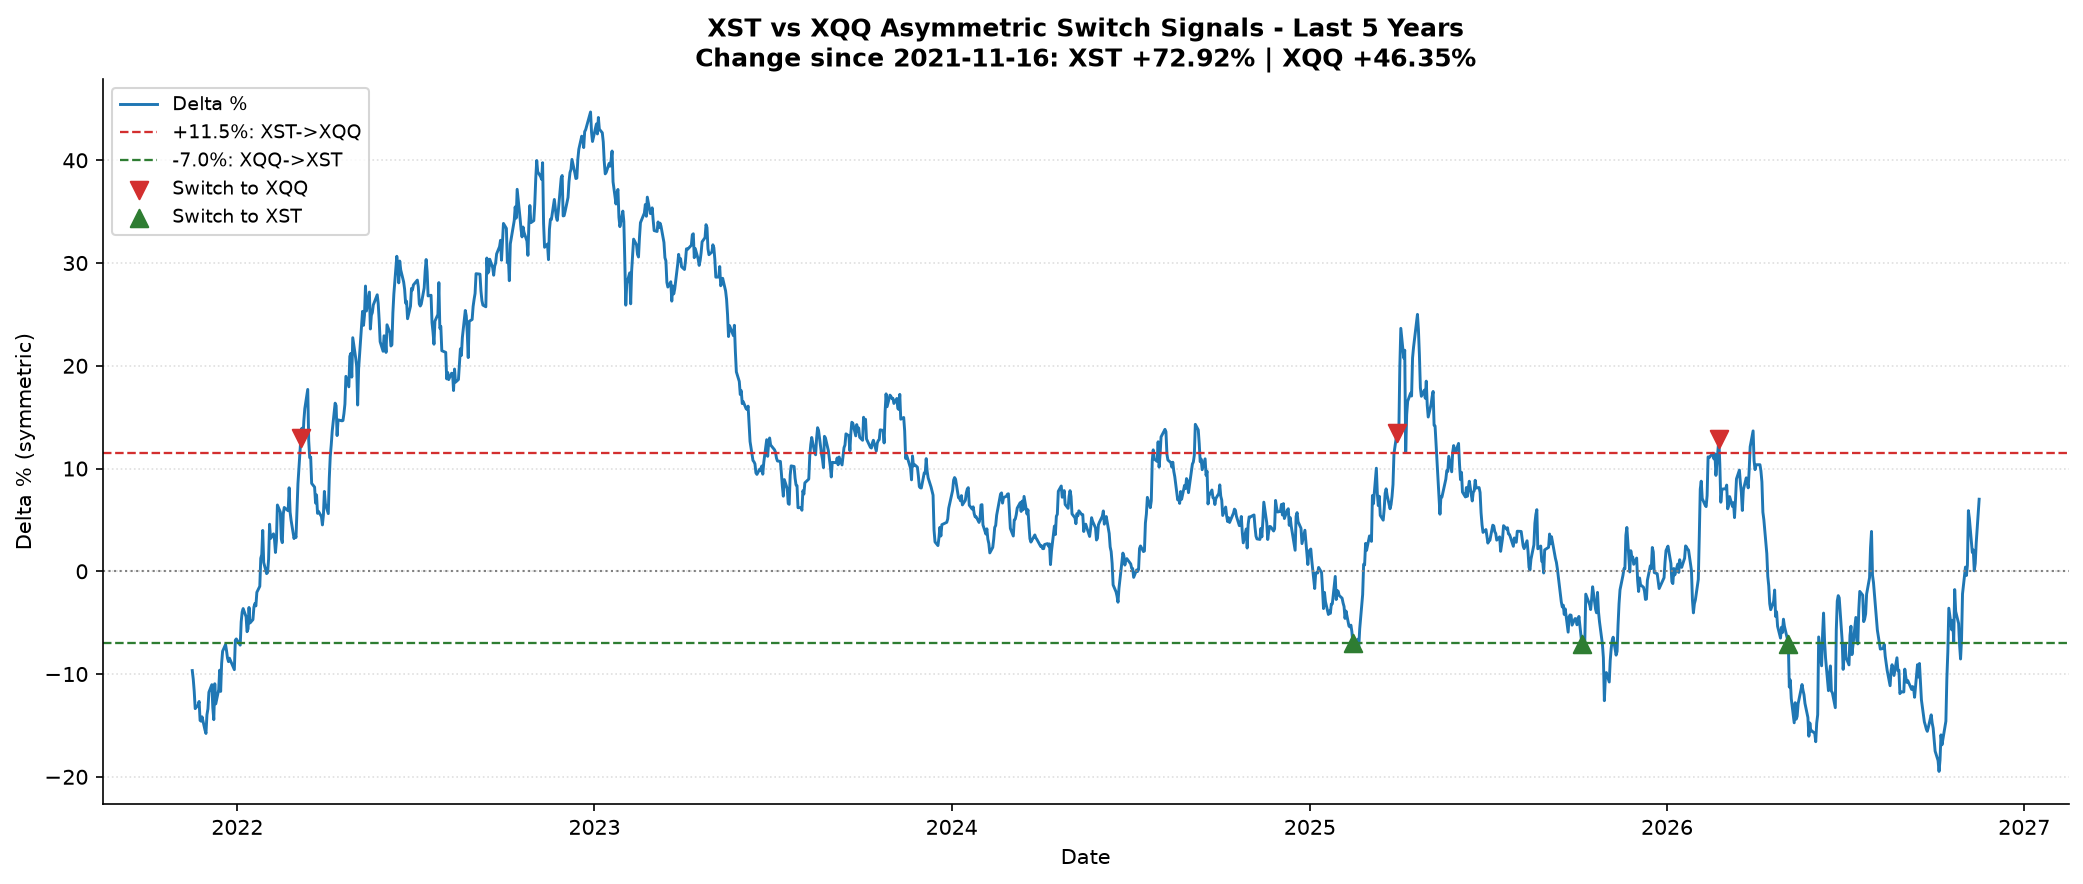 XST vs XQQ Asymmetric Switch Signals - Last 5 Years
Change since 2021-11-16: XST +72.92% | XQQ +46.35%
Delta %
+11.5%: XST->XQQ
-7.0%: XQQ->XST
Switch to XQQ
Switch to XST
Delta % (symmetric)
40
30
20
10
0
−10
−20
2022
2023
2024
2025
2026
2027
Date